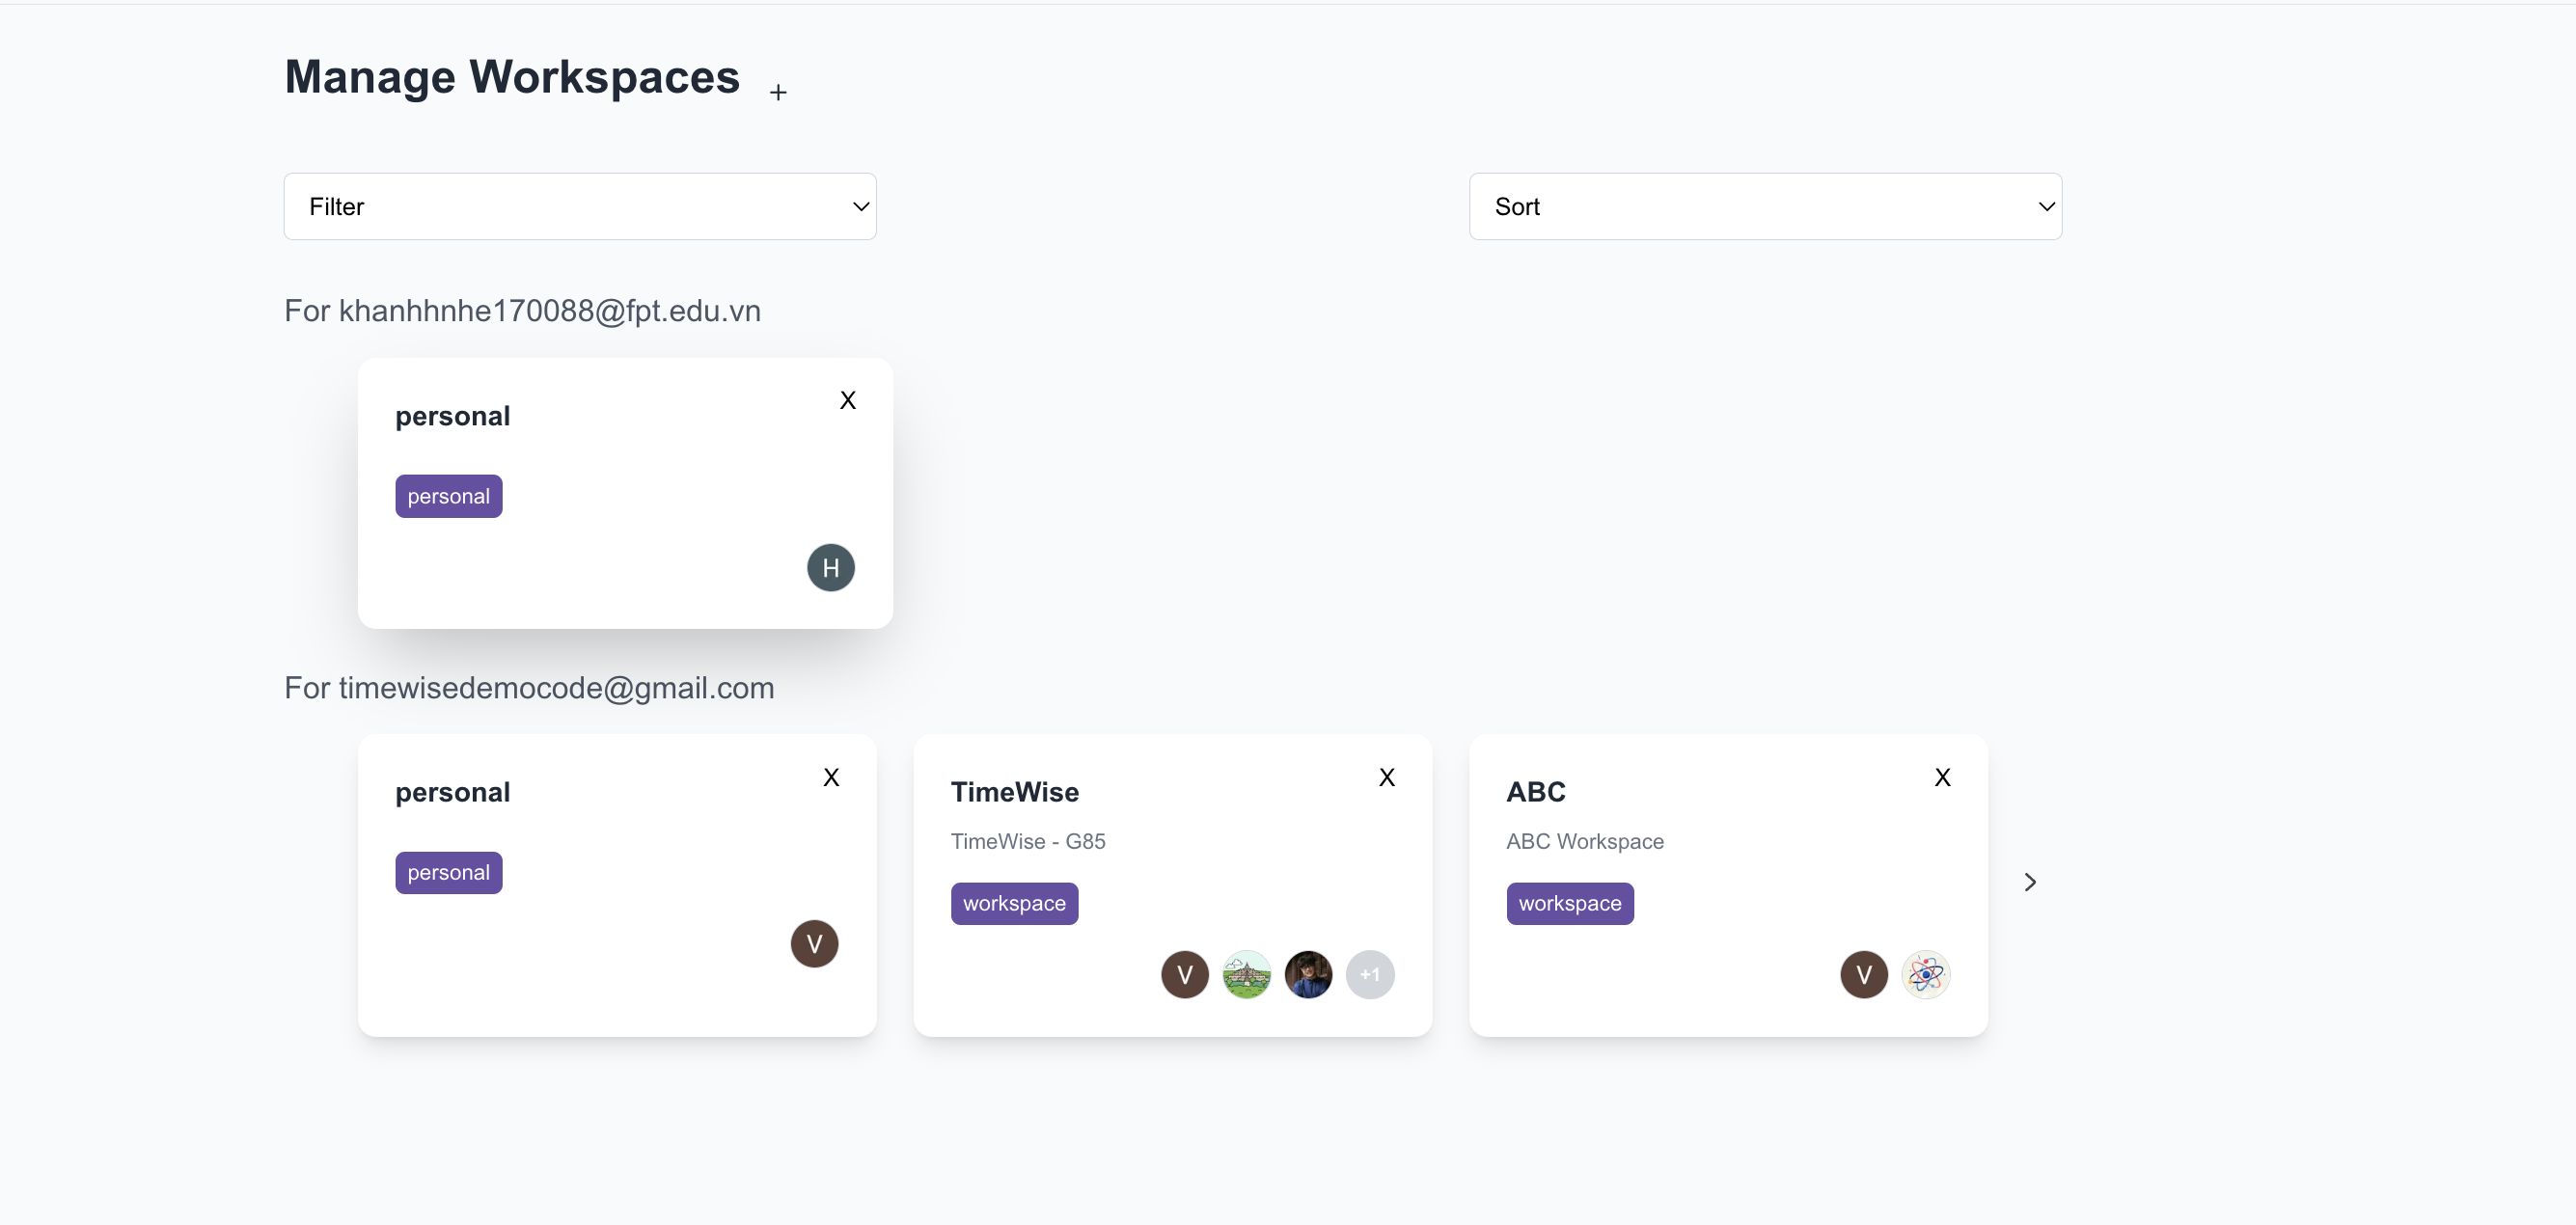 Manage Workspaces +
Filter
Sort
For khanhhnhe170088@fpt.edu.vn
personal
X
personal
H
For timewisedemocode@gmail.com
personal
X
personal
V
TimeWise
X
TimeWise - G85
workspace
V
+1
ABC
X
ABC Workspace
workspace
V